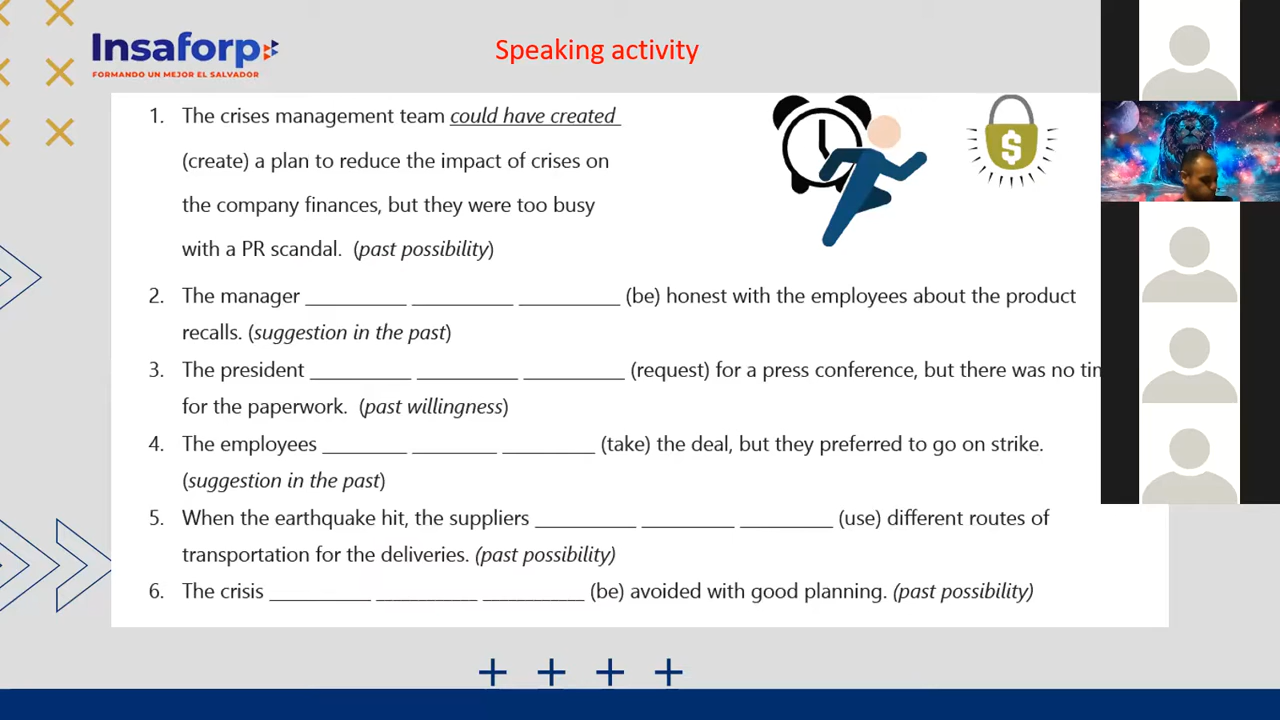 Insaforp
FORMANDO UN MEJOR EL SALVADOR
Speaking activity
1. The crises management team could have created
(create) a plan to reduce the impact of crises on
the company finances, but they were too busy
with a PR scandal. (past possibility)
$
2. The manager __________ __________ __________ (be) honest with the employees about the product
recalls. (suggestion in the past)
3. The president __________ __________ __________ (request) for a press conference, but there was no
for the paperwork. (past willingness)
4. The employees ________ ________ _________ (take) the deal, but they preferred to go on strike.
(suggestion in the past)
5. When the earthquake hit, the suppliers __________ _________ _________ (use) different routes of
transportation for the deliveries. (past possibility)
6. The crisis __________ __________ __________ (be) avoided with good planning. (past possibility)